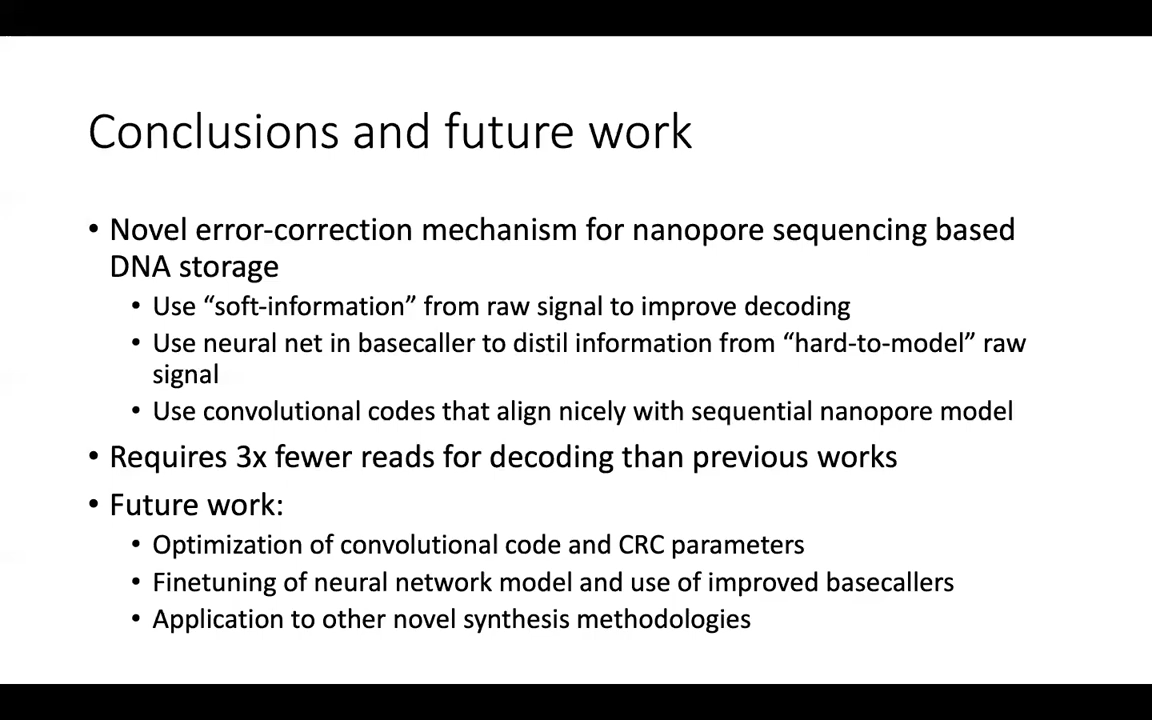 Conclusions and future work
• Novel error-correction mechanism for nanopore sequencing based
DNA storage
• Use “soft-information” from raw signal to improve decoding
• Use neural net in basecaller to distil information from “hard-to-model” raw
signal
• Use convolutional codes that align nicely with sequential nanopore model
• Requires 3x fewer reads for decoding than previous works
• Future work:
• Optimization of convolutional code and CRC parameters
• Finetuning of neural network model and use of improved basecallers
• Application to other novel synthesis methodologies